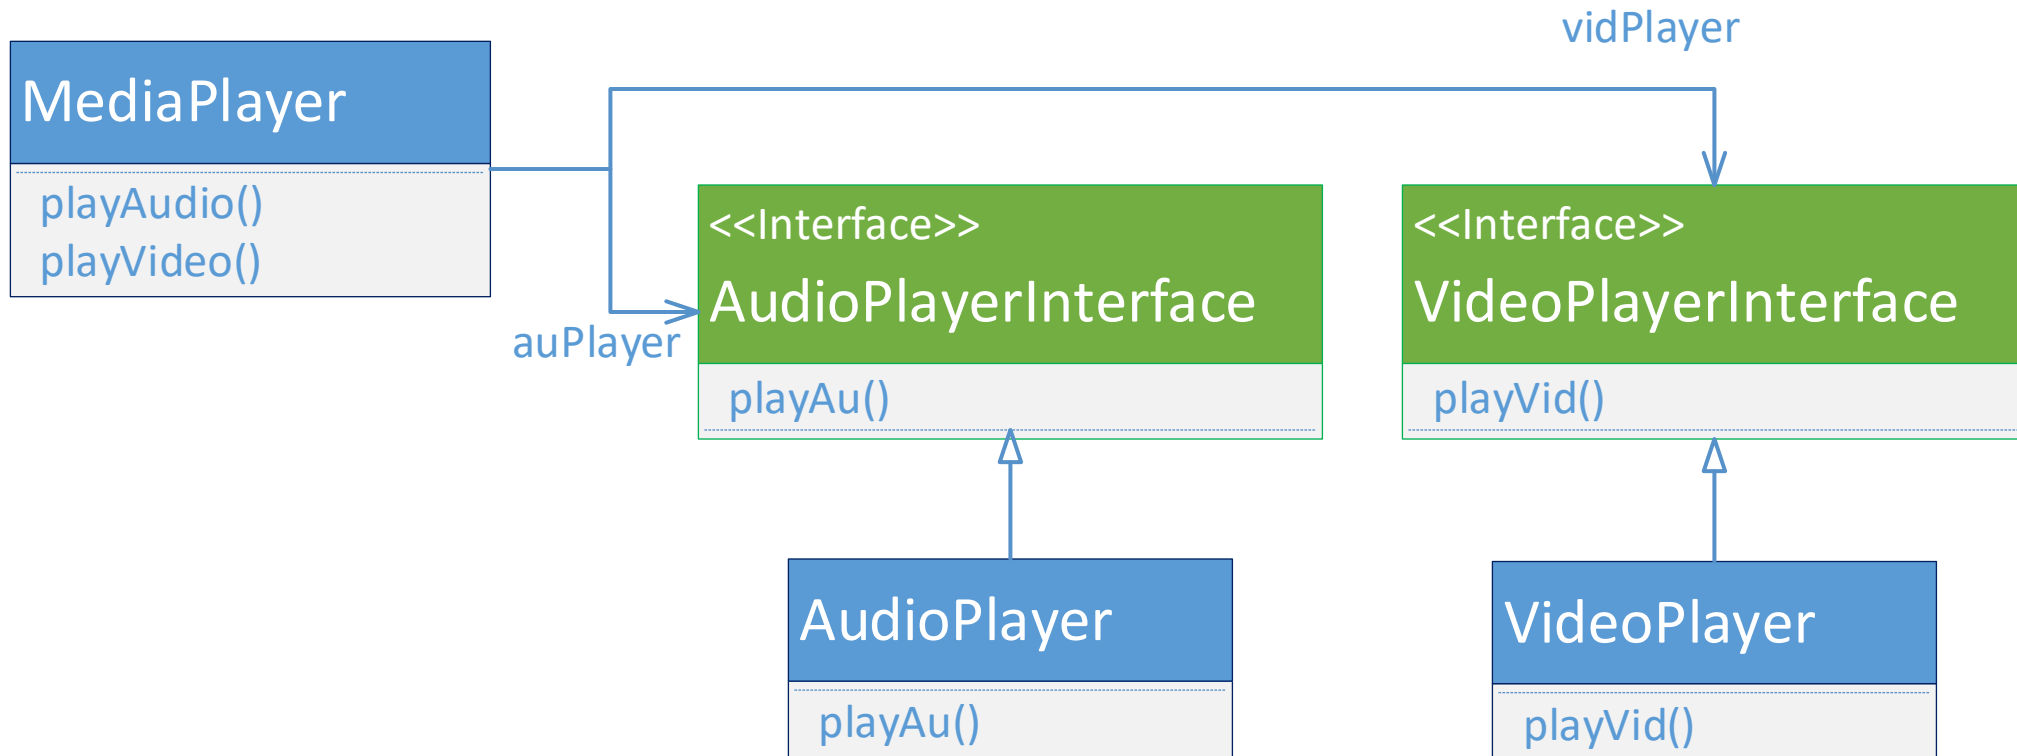 vidPlayer
MediaPlayer
playAudio()
playVideo()
auPlayer
<<Interface>>
AudioPlayerInterface
playAu()
<<Interface>>
VideoPlayerInterface
playVid()
AudioPlayer
playAu()
VideoPlayer
playVid()